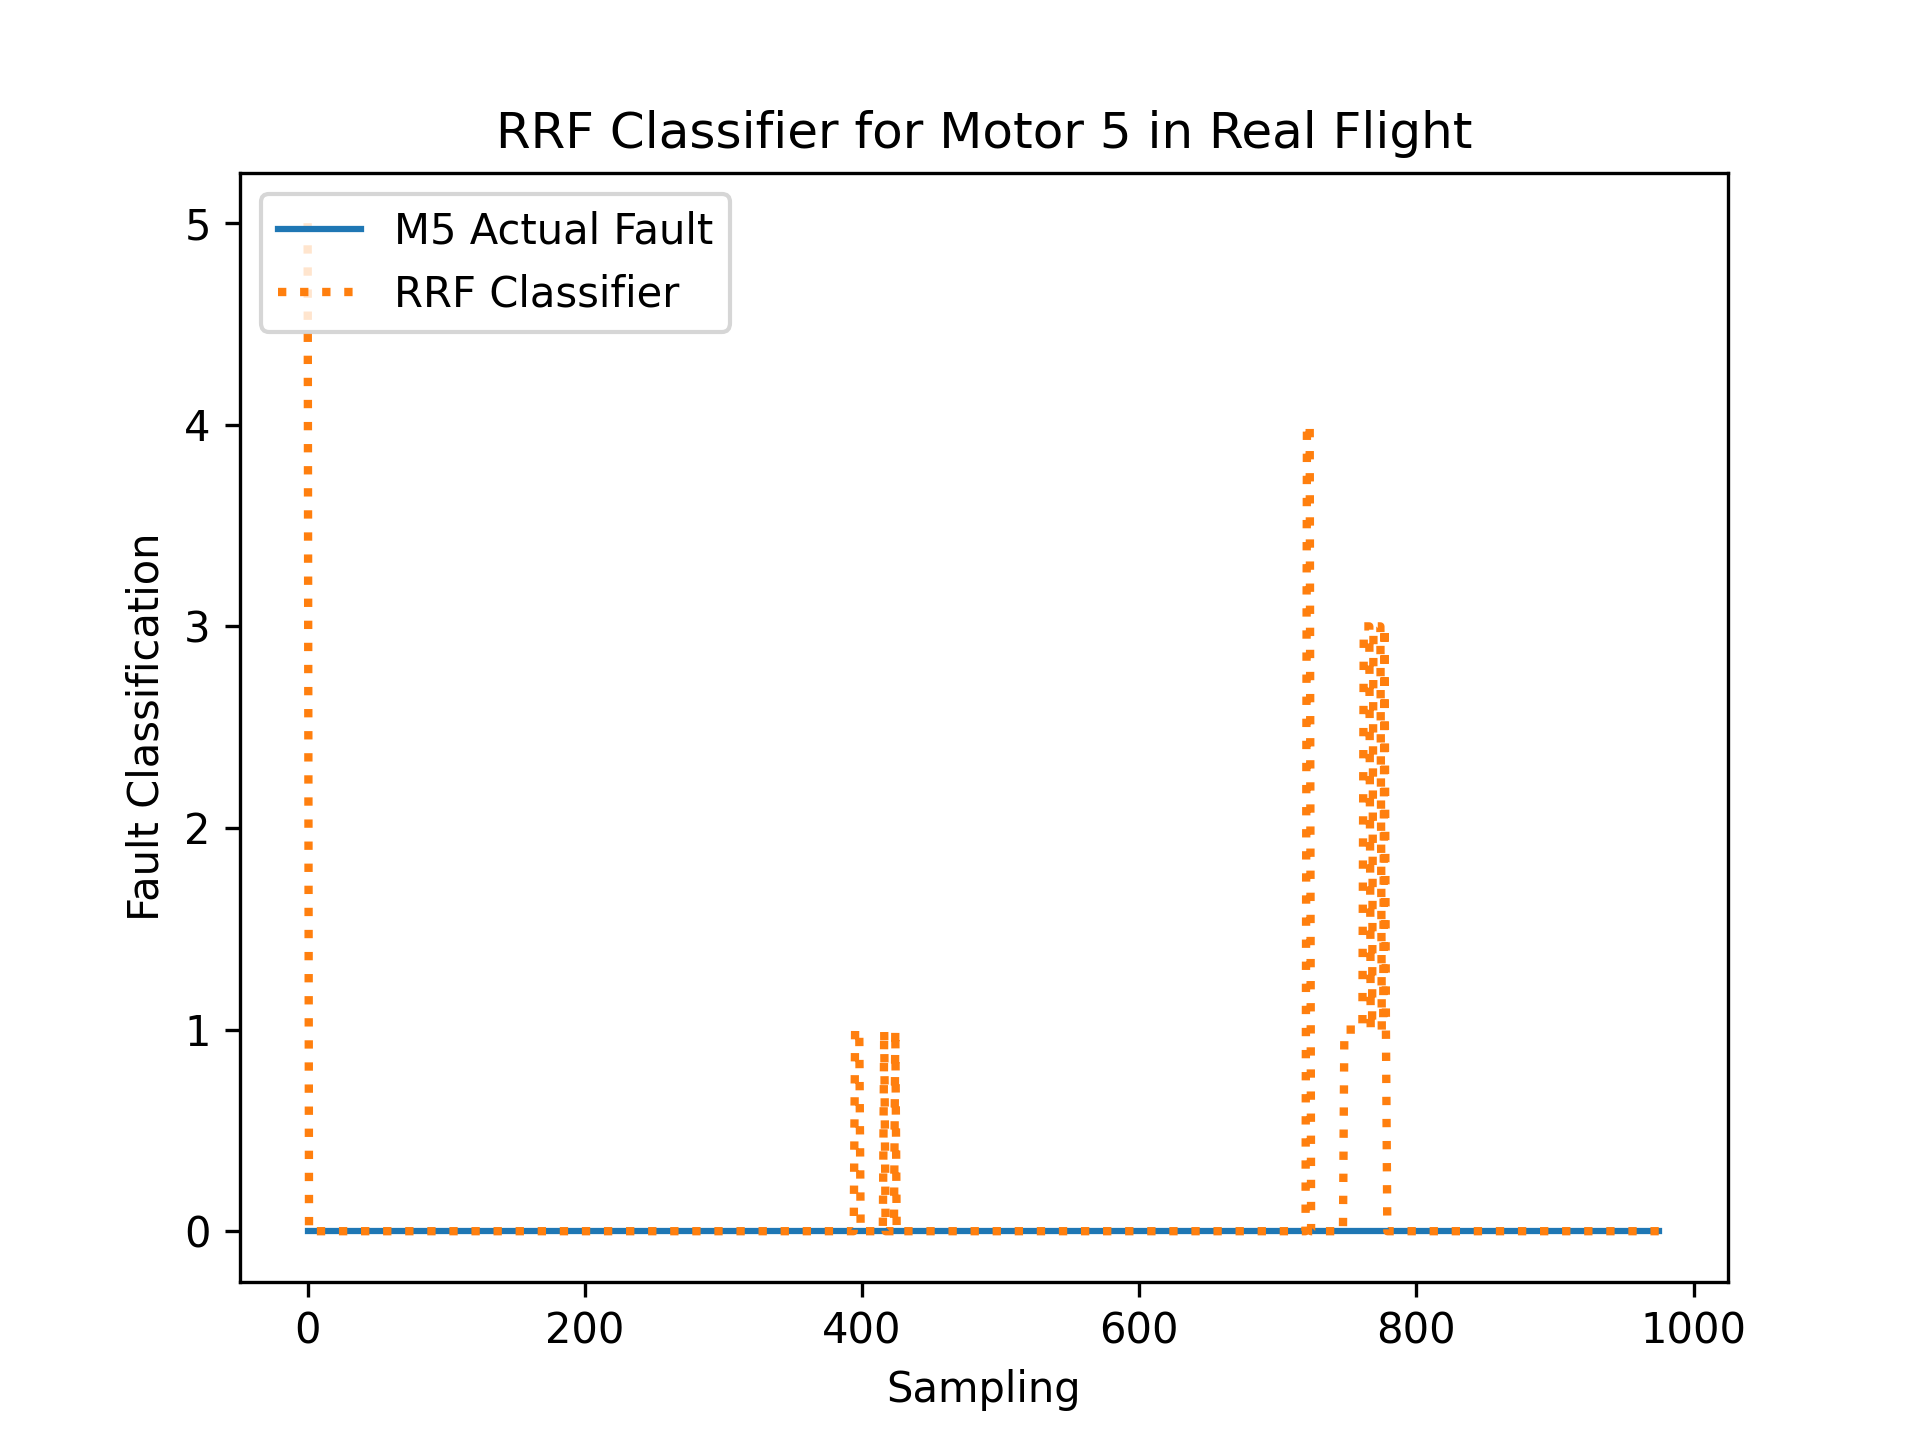 RRF Classifier for Motor 5 in Real Flight
M5 Actual Fault
RRF Classifier
Fault Classification
5
4
3
2
1
0
0 200 400 600 800 1000
Sampling